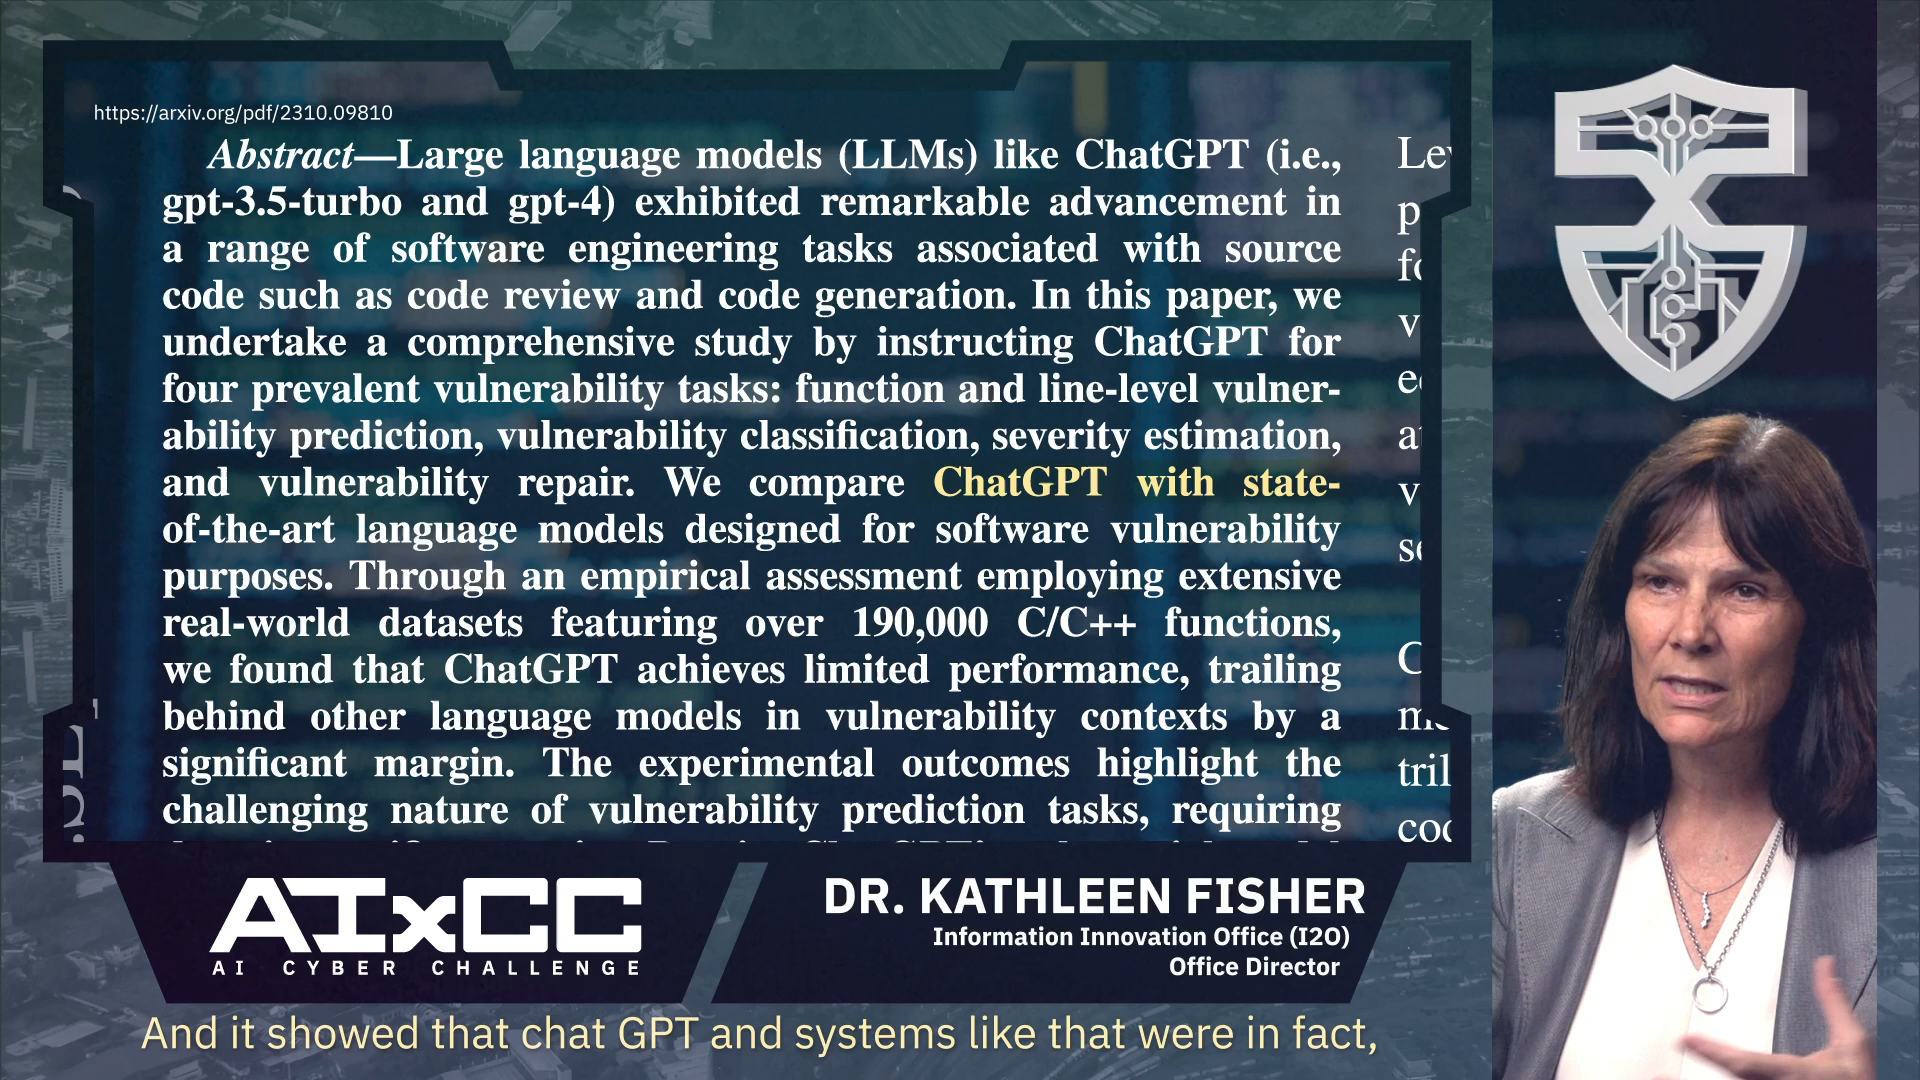 https://arxiv.org/pdf/2310.09810
Abstract—Large language models (LLMs) like ChatGPT (i.e.,
gpt-3.5-turbo and gpt-4) exhibited remarkable advancement in
a range of software engineering tasks associated with source
code such as code review and code generation. In this paper, we
undertake a comprehensive study by instructing ChatGPT for
four prevalent vulnerability tasks: function and line-level vulner-
ability prediction, vulnerability classification, severity estimation,
and vulnerability repair. We compare ChatGPT with state-
of-the-art language models designed for software vulnerability
purposes. Through an empirical assessment employing extensive
real-world datasets featuring over 190,000 C/C++ functions,
we found that ChatGPT achieves limited performance, trailing
behind other language models in vulnerability contexts by a
significant margin. The experimental outcomes highlight the
challenging nature of vulnerability prediction tasks, requiring
AIxCC
AI CYBER CHALLENGE
DR. KATHLEEN FISHER
Information Innovation Office (I2O)
Office Director
And it showed that chat GPT and systems like that were in fact,